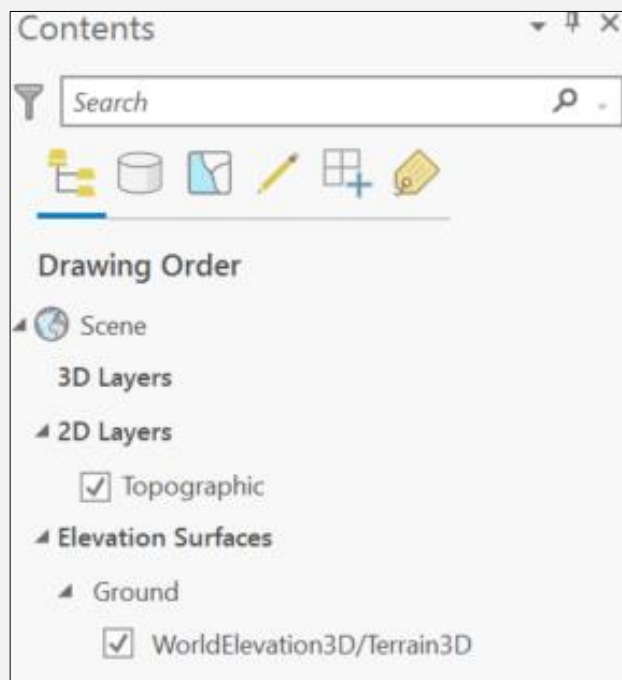 Contents
Search
Drawing Order
Scene
3D Layers
2D Layers
Topographic
Elevation Surfaces
Ground
WorldElevation3D/Terrain3D